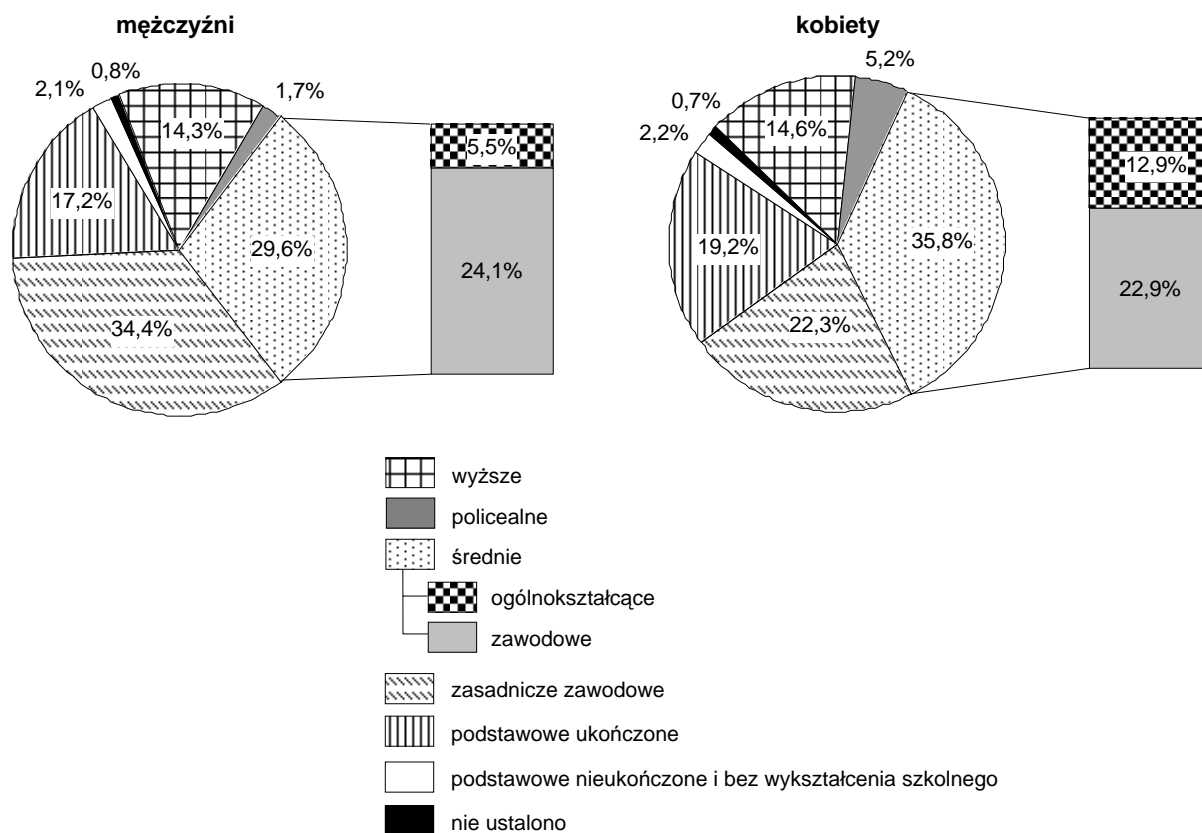 mężczyźni
0,8%
2,1%
1,7%
14,3%
5,5%
17,2%
29,6%
24,1%
34,4%
kobiety
5,2%
0,7%
14,6%
2,2%
12,9%
19,2%
35,8%
22,9%
22,3%
wyższe
policealne
średnie
ogólnokształcące
zawodowe
zasadnicze zawodowe
podstawowe ukończone
podstawowe nieukończone i bez wykształcenia szkolnego
nie ustalono